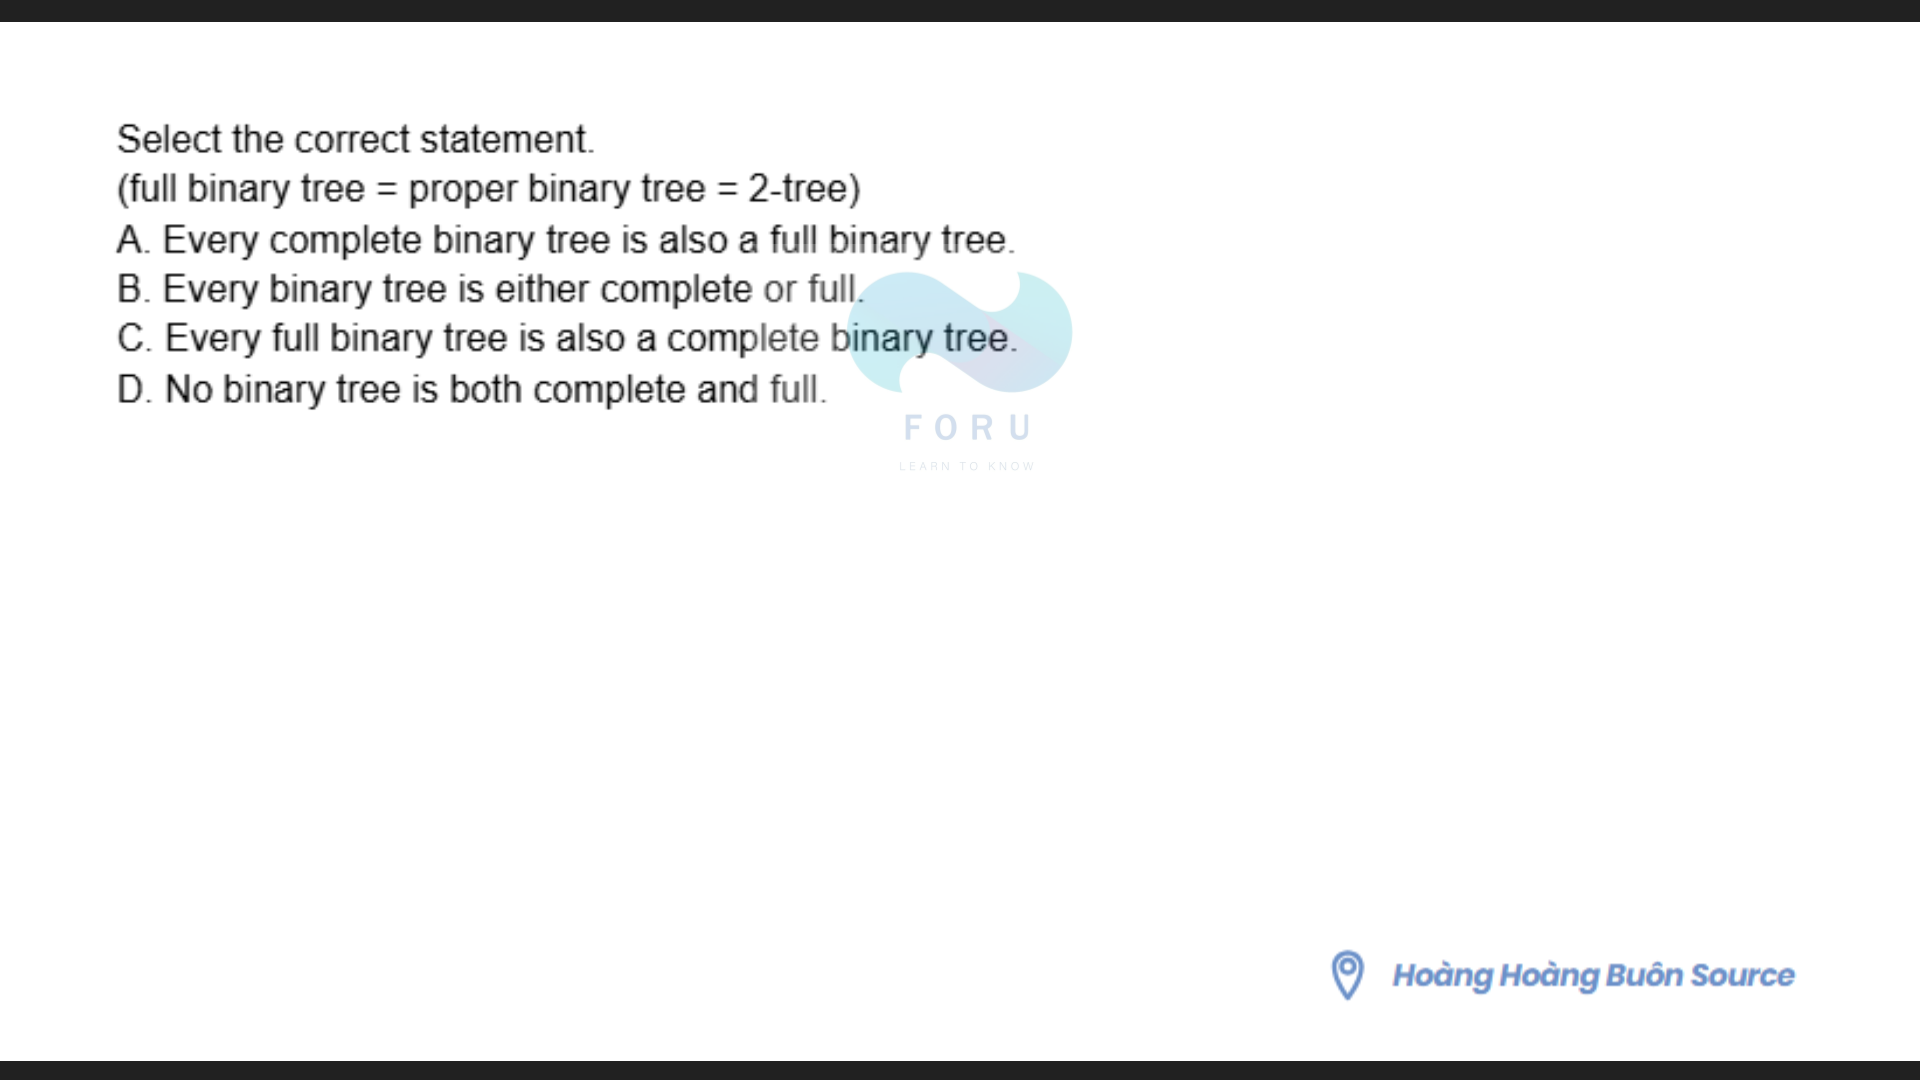 Select the correct statement.
(full binary tree = proper binary tree = 2-tree)
A. Every complete binary tree is also a full binary tree.
B. Every binary tree is either complete or full.
C. Every full binary tree is also a complete binary tree.
D. No binary tree is both complete and full.
FORU
LEARN TO KNOW
Hoàng Hoàng Buôn Source